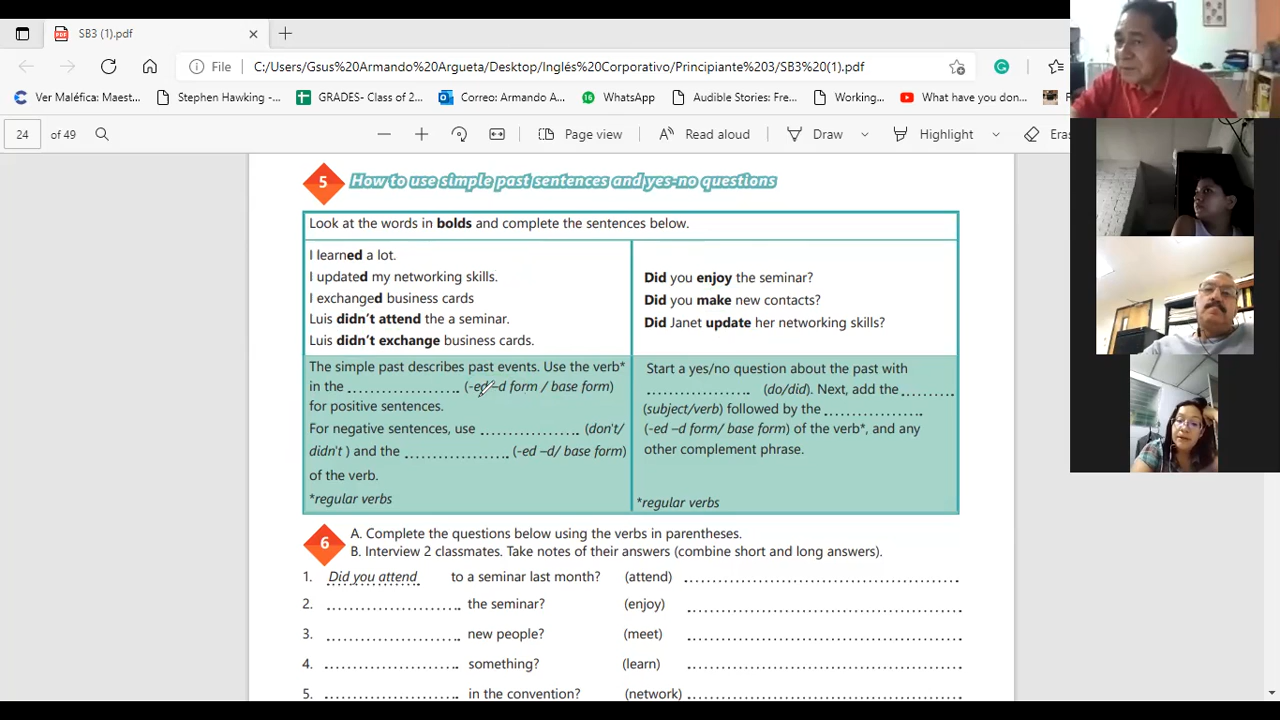 SB3 (1).pdf
File C:/Users/Gsus%20Armando%20Argueta/Desktop/Inglés%20Corporativo/Principiante%203/SB3%20(1).pdf
Ver Maléfica: Maest... Stephen Hawking -... GRADES- Class of 2... Correo: Armando A... WhatsApp Audible Stories: Fre... Working... What have you don...
24 of 49 Page view Read aloud Draw Highlight Eras
5 How to use simple past sentences and yes-no questions
Look at the words in bolds and complete the sentences below.
I learned a lot.
I updated my networking skills.
I exchanged business cards
Luis didn't attend the a seminar.
Luis didn't exchange business cards.
Did you enjoy the seminar?
Did you make new contacts?
Did Janet update her networking skills?
The simple past describes past events. Use the verb*
in the .................... (-ed –d form / base form)
for positive sentences.
For negative sentences, use .................. (don't/
didn't ) and the ................... (-ed –d/ base form)
of the verb.
*regular verbs
Start a yes/no question about the past with
................... (do/did). Next, add the ..........
(subject/verb) followed by the ..................
(-ed –d form/ base form) of the verb*, and any
other complement phrase.
*regular verbs
6 A. Complete the questions below using the verbs in parentheses.
B. Interview 2 classmates. Take notes of their answers (combine short and long answers).
1. Did you attend to a seminar last month? (attend) ..................................................
2. ........................ the seminar? (enjoy) ..................................................
3. ........................ new people? (meet) ..................................................
4. ........................ something? (learn) ..................................................
5. ........................ in the convention? (network) ..................................................